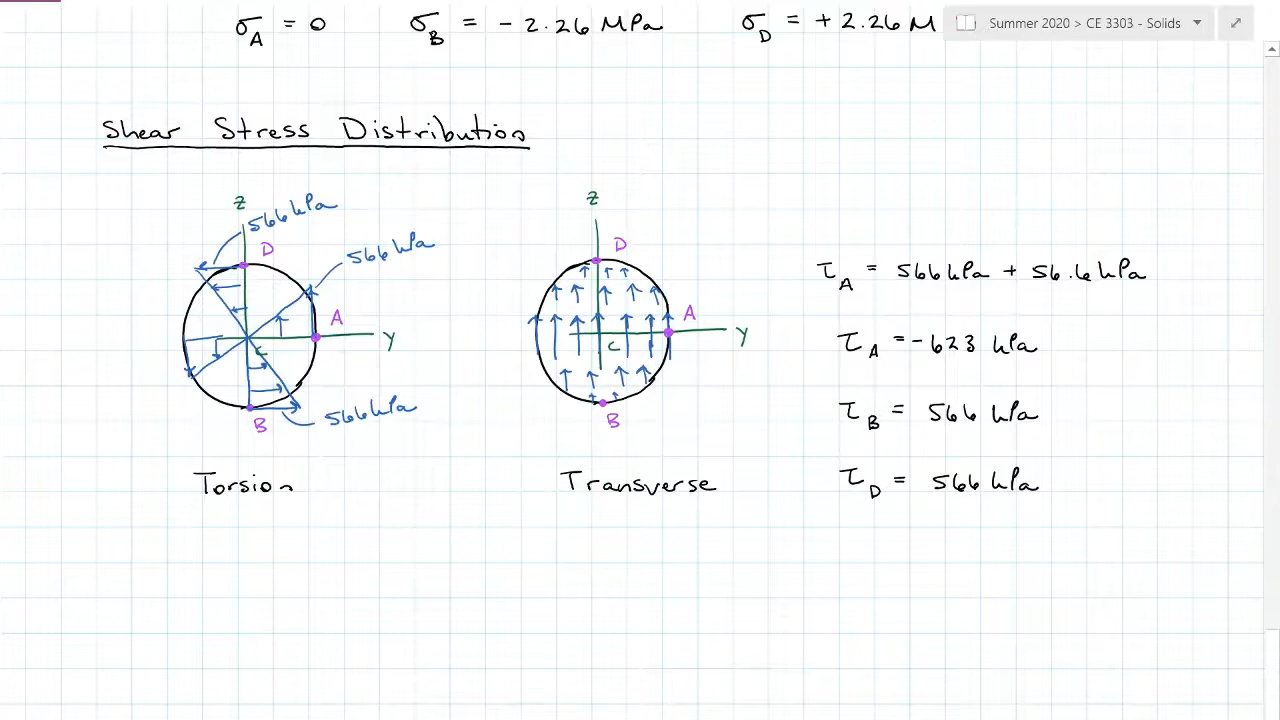 σA = 0 σB = - 2.26 MPa σD = + 2.26 M
Summer 2020 > CE 3303 - Solids
Shear Stress Distribution
z
566 kPa
D
566 kPa
A
y
C
566 kPa
B
Torsion
z
D
A
y
C
B
Transverse
τA = 566 kPa + 56.6 kPa
τA = -623 kPa
τB = 566 kPa
τD = 566 kPa